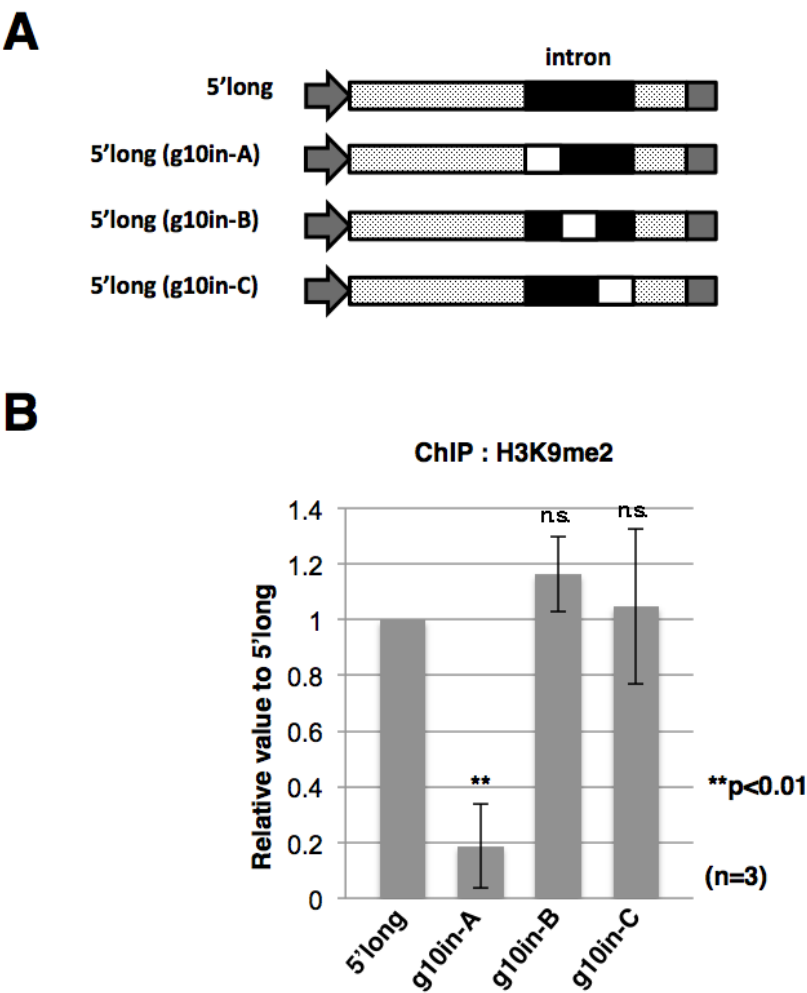 A
intron
5'long
5'long (g10in-A)
5'long (g10in-B)
5'long (g10in-C)
B
ChIP : H3K9me2
Relative value to 5'long
1.4
1.2
1
0.8
0.6
0.4
0.2
0
**
n.s.
n.s.
**p<0.01
(n=3)
5'long
g10in-A
g10in-B
g10in-C